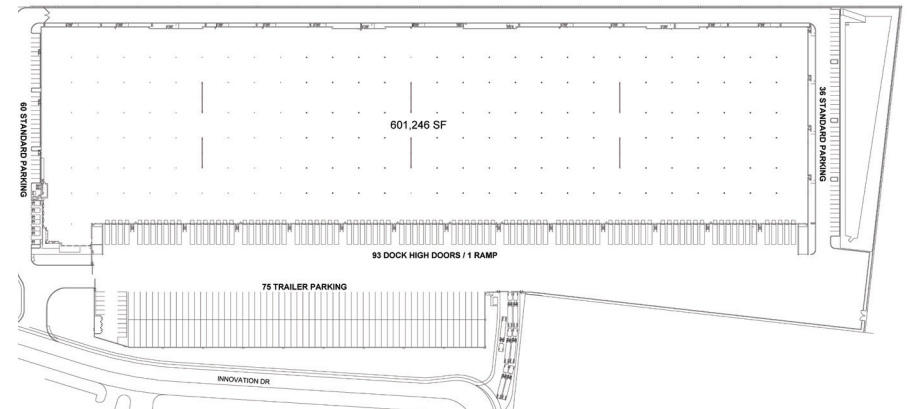 601,246 SF
60 STANDARD PARKING
36 STANDARD PARKING
93 DOCK HIGH DOORS / 1 RAMP
75 TRAILER PARKING
INNOVATION DR